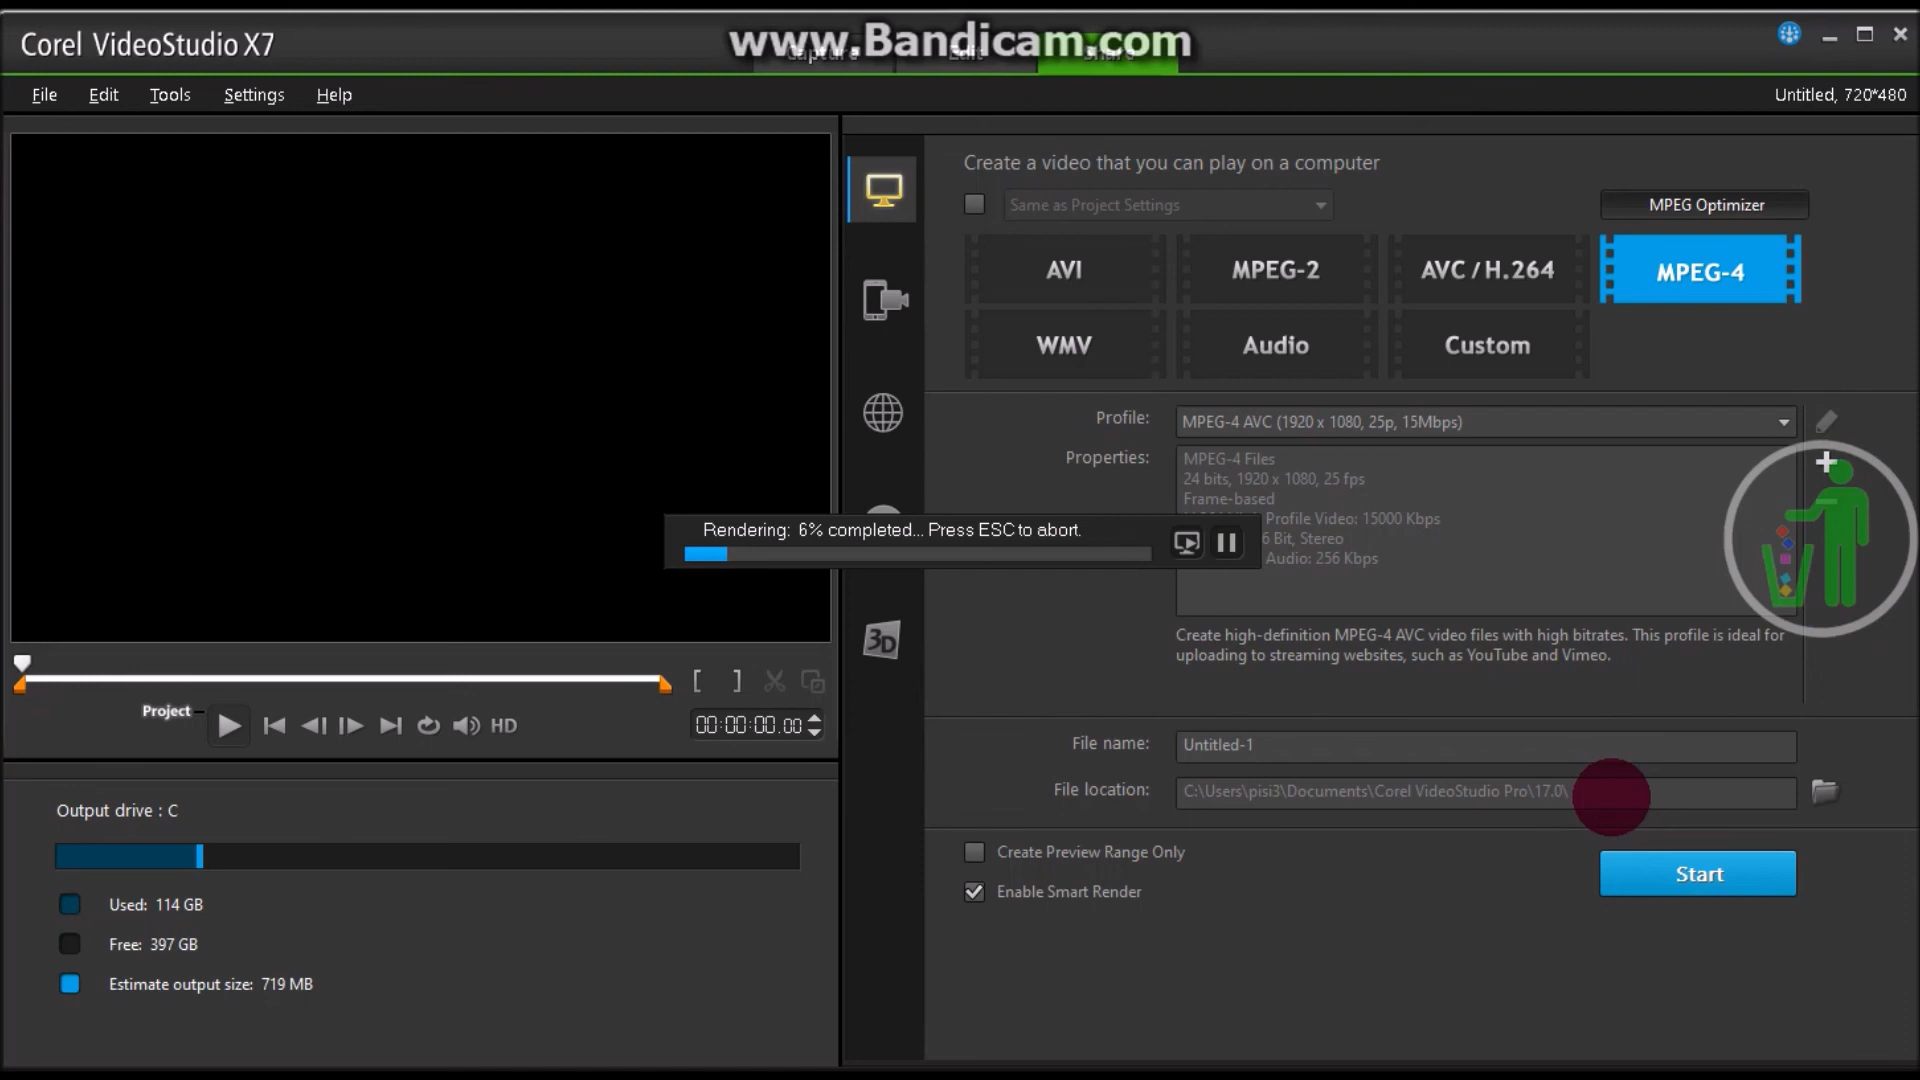 Corel VideoStudio X7
www.Bandicam.com
Capture
Edit
Share
File
Edit
Tools
Settings
Help
Untitled, 720*480
Create a video that you can play on a computer
Same as Project Settings
MPEG Optimizer
AVI
MPEG-2
AVC / H.264
MPEG-4
WMV
Audio
Custom
Profile:
MPEG-4 AVC (1920 x 1080, 25p, 15Mbps)
Properties:
MPEG-4 Files
24 bits, 1920 x 1080, 25 fps
Frame-based
Profile Video: 15000 Kbps
6 Bit, Stereo
Audio: 256 Kbps
Rendering: 6% completed... Press ESC to abort.
Create high-definition MPEG-4 AVC video files with high bitrates. This profile is ideal for
uploading to streaming websites, such as YouTube and Vimeo.
3D
Project
HD
00:00:00.00
File name:
Untitled-1
File location:
C:\Users\pisi3\Documents\Corel VideoStudio Pro\17.0\
Output drive : C
Used: 114 GB
Free: 397 GB
Estimate output size: 719 MB
Create Preview Range Only
Enable Smart Render
Start